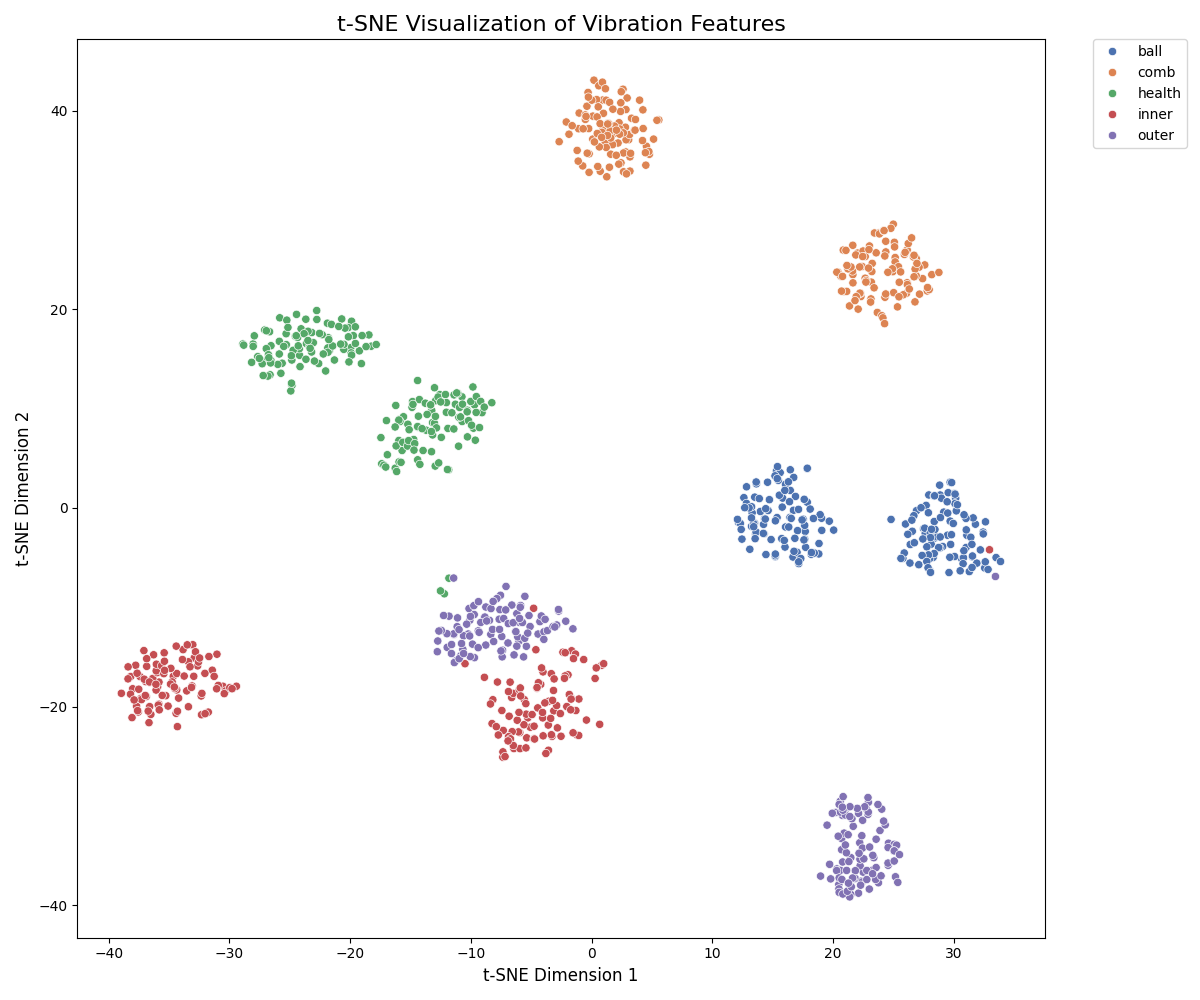 t-SNE Visualization of Vibration Features
ball
comb
health
inner
outer
40
20
0
−20
−40
t-SNE Dimension 2
−40
−30
−20
−10
0
10
20
30
t-SNE Dimension 1